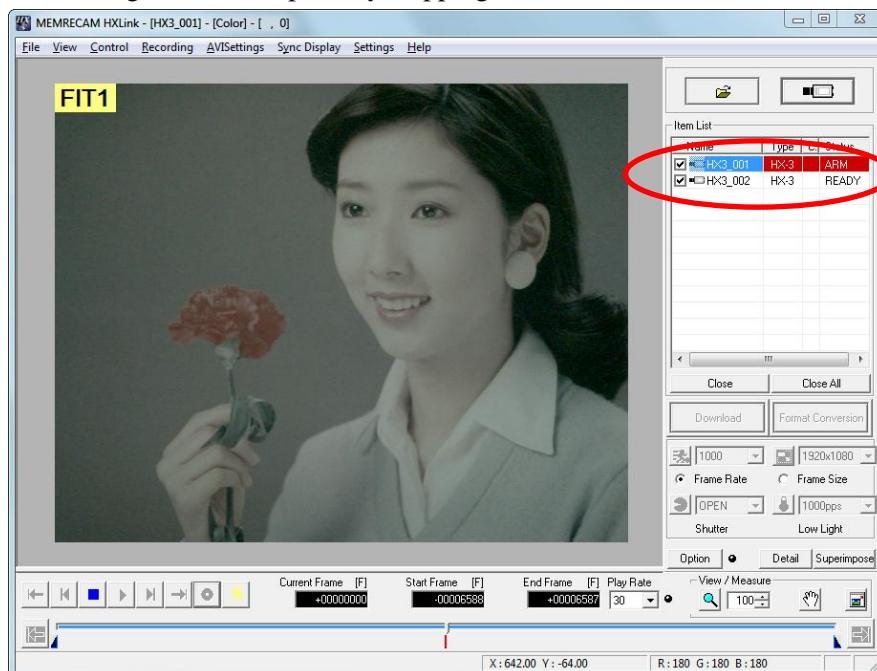 MEMRECAM HXLink - [HX3_001] - [Color] - [ , 0]
File View Control Recording AVISettings Sync Display Settings Help
FIT1
Item List
Name Type C. Status
HX3_001 HX-3 ARM
HX3_002 HX-3 READY
Close Close All
Download Format Conversion
1000 1920x1080
Frame Rate Frame Size
OPEN 1000pps
Shutter Low Light
Option Detail Superimpose
Current Frame [F] Start Frame [F] End Frame [F] Play Rate View / Measure
+00000000 -00006588 +00006587 30 100
X : 642.00 Y : -64.00 R : 180 G : 180 B : 180